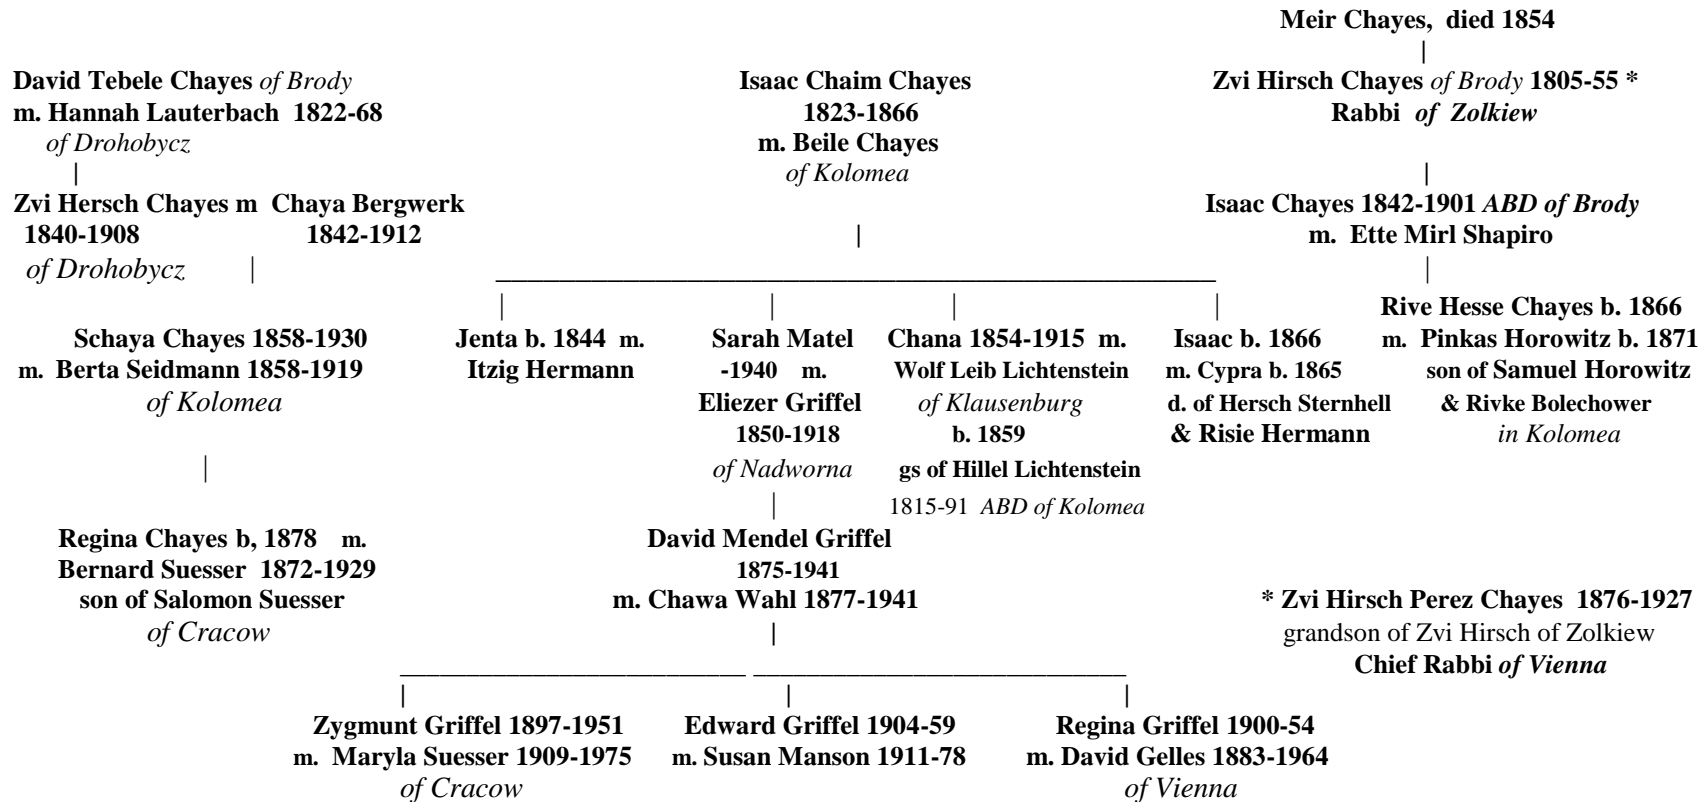 Meir Chayes, died 1854
David Tebele Chayes of Brody
m. Hannah Lauterbach 1822-68
of Drohobycz
Isaac Chaim Chayes
1823-1866
m. Beile Chayes
of Kolomea
Zvi Hirsch Chayes of Brody 1805-55 *
Rabbi of Zolkiew
Zvi Hersch Chayes m Chaya Bergwerk
1840-1908 1842-1912
of Drohobycz
Isaac Chayes 1842-1901 ABD of Brody
m. Ette Mirl Shapiro
Schaya Chayes 1858-1930
m. Berta Seidmann 1858-1919
of Kolomea
Jenta b. 1844 m.
Itzig Hermann
Sarah Matel
-1940 m.
Eliezer Griffel
1850-1918
of Nadworna
Chana 1854-1915 m.
Wolf Leib Lichtenstein
of Klausenburg
b. 1859
gs of Hillel Lichtenstein
1815-91 ABD of Kolomea
Isaac b. 1866
m. Cypra b. 1865
d. of Hersch Sternhell
& Risie Hermann
Rive Hesse Chayes b. 1866
m. Pinkas Horowitz b. 1871
son of Samuel Horowitz
& Rivke Bolechower
in Kolomea
Regina Chayes b, 1878 m.
Bernard Suesser 1872-1929
son of Salomon Suesser
of Cracow
David Mendel Griffel
1875-1941
m. Chawa Wahl 1877-1941
* Zvi Hirsch Perez Chayes 1876-1927
grandson of Zvi Hirsch of Zolkiew
Chief Rabbi of Vienna
Zygmunt Griffel 1897-1951
m. Maryla Suesser 1909-1975
of Cracow
Edward Griffel 1904-59
m. Susan Manson 1911-78
Regina Griffel 1900-54
m. David Gelles 1883-1964
of Vienna